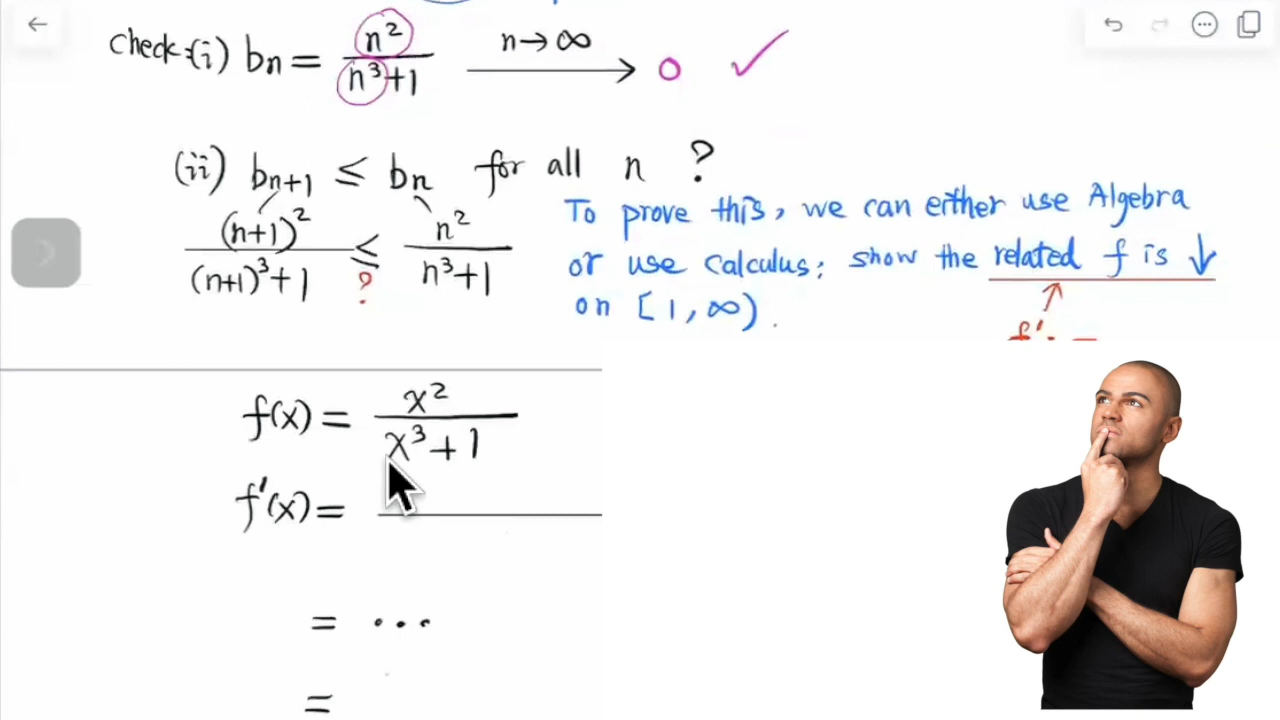 check: (i) bn = n²/(n³+1) n→∞ ⟶ 0 ✓
(ii) bn+1 ≤ bn for all n ?
(n+1)²/((n+1)³+1) ≤ ? n²/(n³+1)
To prove this, we can either use Algebra
or use calculus: show the related f is ↓
on [1, ∞).
f(x) = x²/(x³+1)
f'(x) =
= ...
=